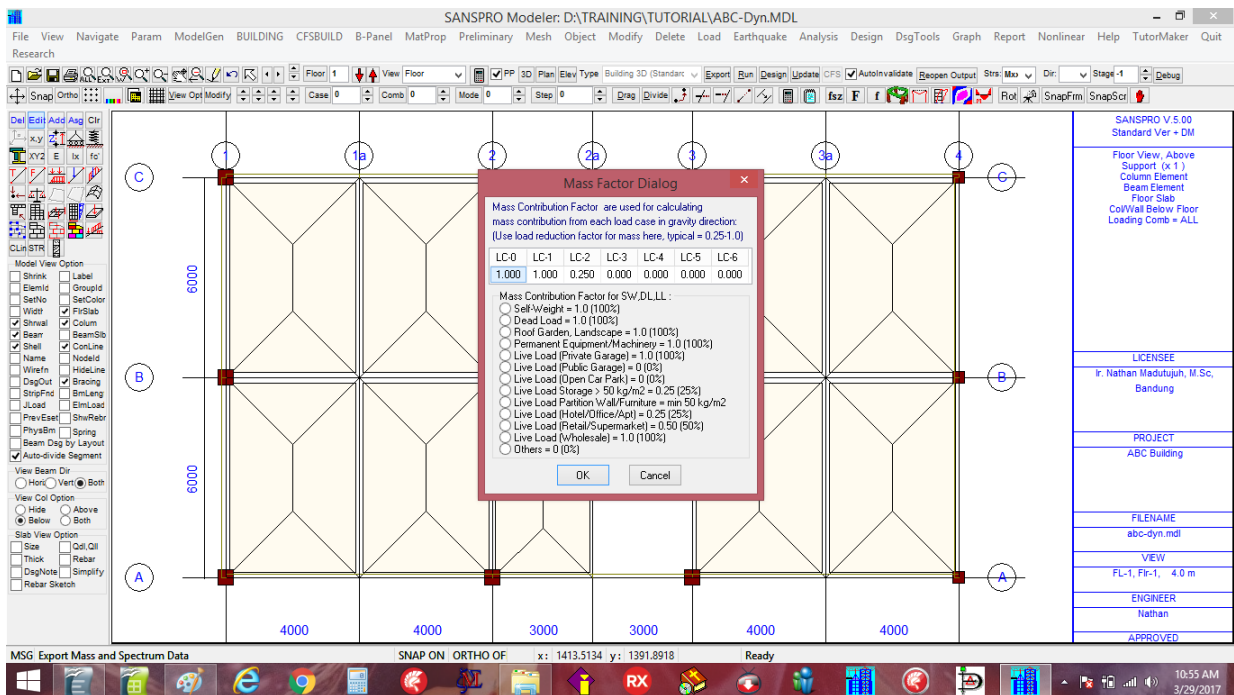 SANSPRO Modeler: D:\TRAINING\TUTORIAL\ABC-Dyn.MDL
File View Navigate Param ModelGen BUILDING CFSBUILD B-Panel MatProp Preliminary Mesh Object Modify Delete Load Earthquake Analysis Design DsgTools Graph Report Nonlinear Help TutorMaker Quit
Research
Floor 1 View Floor PP 3D Plan Elev Type Building 3D (Standarc Export Run Design Update CFS AutoInvalidate Reopen Output Strs: Mxx Dir: Stage -1 Debug
Snap Ortho View Opt Modify Case 0 Comb 0 Mode 0 Step 0 Drag Divide fsz F f Rot SnapFrm SnapScr
Del Edit Add Asg Clr
x.y
XY2 E Ix fc'
CLin STR
Model View Option
Shrink Label
ElemId GroupId
SetNo SetColor
Width FlrSlab
Shrwal Colum
Beam BeamSlb
Shell ConLine
Name NodeId
Wirefn HideLine
DsgOut Bracing
StripFnd BmLeng
JLoad ElmLoad
PrevEset ShwRebr
PhysBm Spring
Beam Dsg by Layout
Auto-divide Segment
View Beam Dir
Hori Vert Both
View Col Option
Hide Above
Below Both
Slab View Option
Size Qdl,Qll
Thick Rebar
DsgNote Simplify
Rebar Sketch
1 1a 2 2a 3 3a 4
C C
6000
B B
6000
A A
4000 4000 3000 3000 4000 4000
Mass Factor Dialog
Mass Contribution Factor are used for calculating
mass contribution from each load case in gravity direction:
(Use load reduction factor for mass here, typical = 0.25-1.0)
LC-0 LC-1 LC-2 LC-3 LC-4 LC-5 LC-6
1.000 1.000 0.250 0.000 0.000 0.000 0.000
Mass Contribution Factor for SW,DL,LL :
Self-Weight = 1.0 (100%)
Dead Load = 1.0 (100%)
Roof Garden, Landscape = 1.0 (100%)
Permanent Equipment/Machinery = 1.0 (100%)
Live Load (Private Garage) = 1.0 (100%)
Live Load (Public Garage) = 0 (0%)
Live Load (Open Car Park) = 0 (0%)
Live Load Storage > 50 kg/m2 = 0.25 (25%)
Live Load Partition Wall/Furniture = min 50 kg/m2
Live Load (Hotel/Office/Apt) = 0.25 (25%)
Live Load (Retail/Supermarket) = 0.50 (50%)
Live Load (Wholesale) = 1.0 (100%)
Others = 0 (0%)
OK Cancel
SANSPRO V.5.00
Standard Ver + DM
Floor View, Above
Support (x 1 )
Column Element
Beam Element
Floor Slab
Col/Wall Below Floor
Loading Comb = ALL
LICENSEE
Ir. Nathan Madutujuh, M.Sc,
Bandung
PROJECT
ABC Building
FILENAME
abc-dyn.mdl
VIEW
FL-1, Flr-1, 4.0 m
ENGINEER
Nathan
APPROVED
MSG Export Mass and Spectrum Data SNAP ON ORTHO OF x: 1413.5134 y: 1391.8918 Ready
RX
10:55 AM
3/29/2017